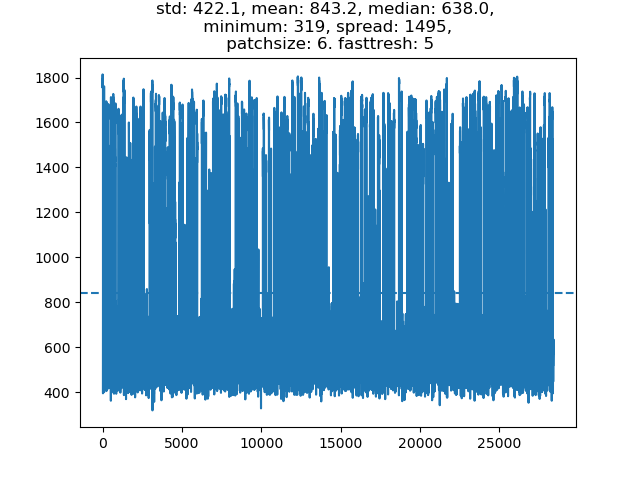 std: 422.1, mean: 843.2, median: 638.0,
minimum: 319, spread: 1495,
patchsize: 6. fasttresh: 5
1800
1600
1400
1200
1000
800
600
400
0 5000 10000 15000 20000 25000